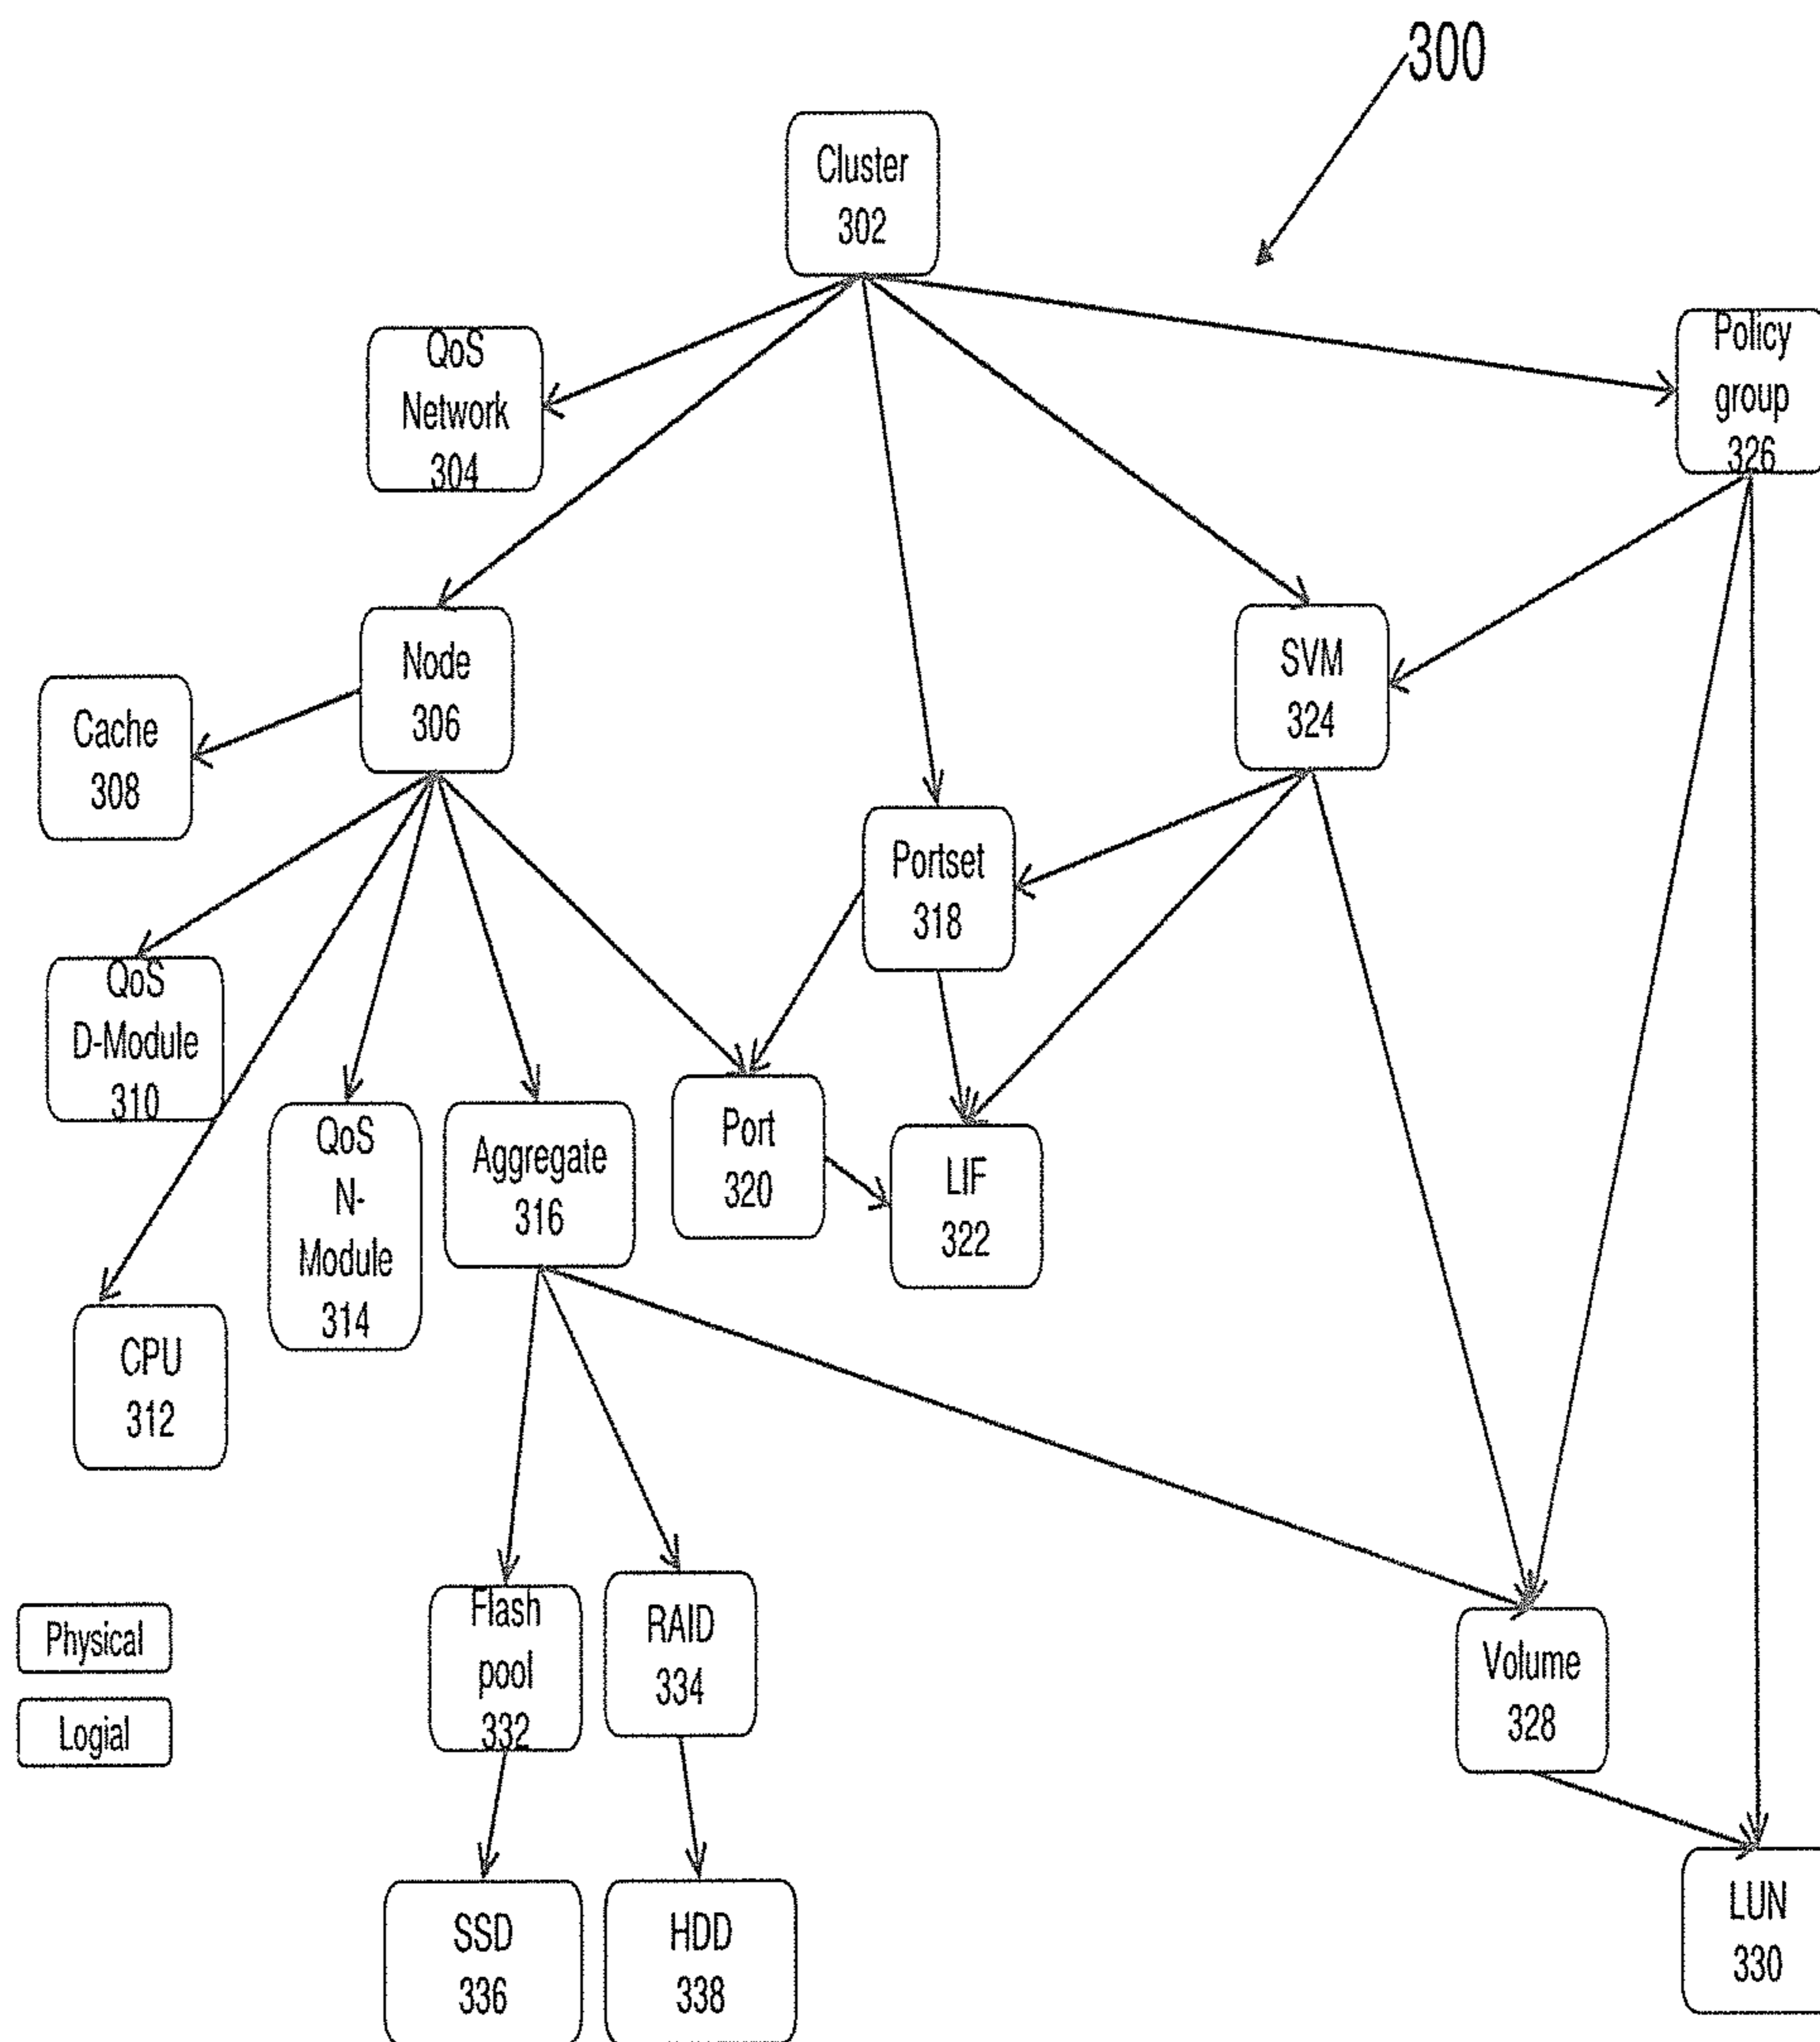 300
Cluster
302
QoS
Network
304
Policy
group
326
Node
306
SVM
324
Cache
308
Portset
318
QoS
D-Module
310
QoS
N-
Module
314
Aggregate
316
Port
320
LIF
322
CPU
312
Flash
pool
332
RAID
334
Physical
Logial
Volume
328
SSD
336
HDD
338
LUN
330